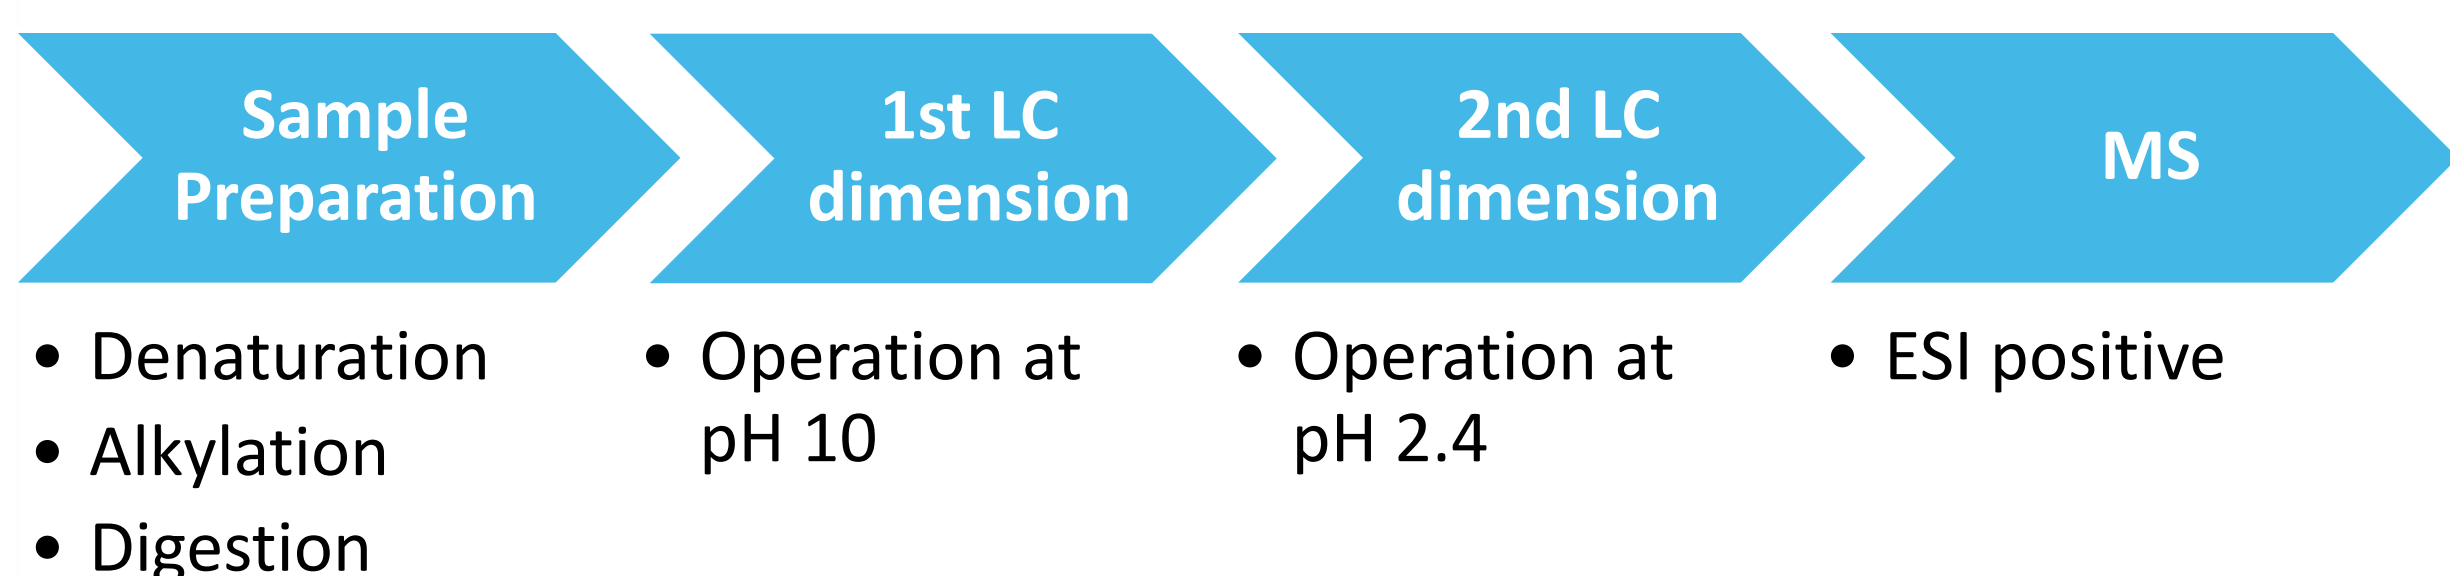 Sample
Preparation
1st LC
dimension
2nd LC
dimension
MS
• Denaturation
• Alkylation
• Digestion
• Operation at
pH 10
• Operation at
pH 2.4
• ESI positive